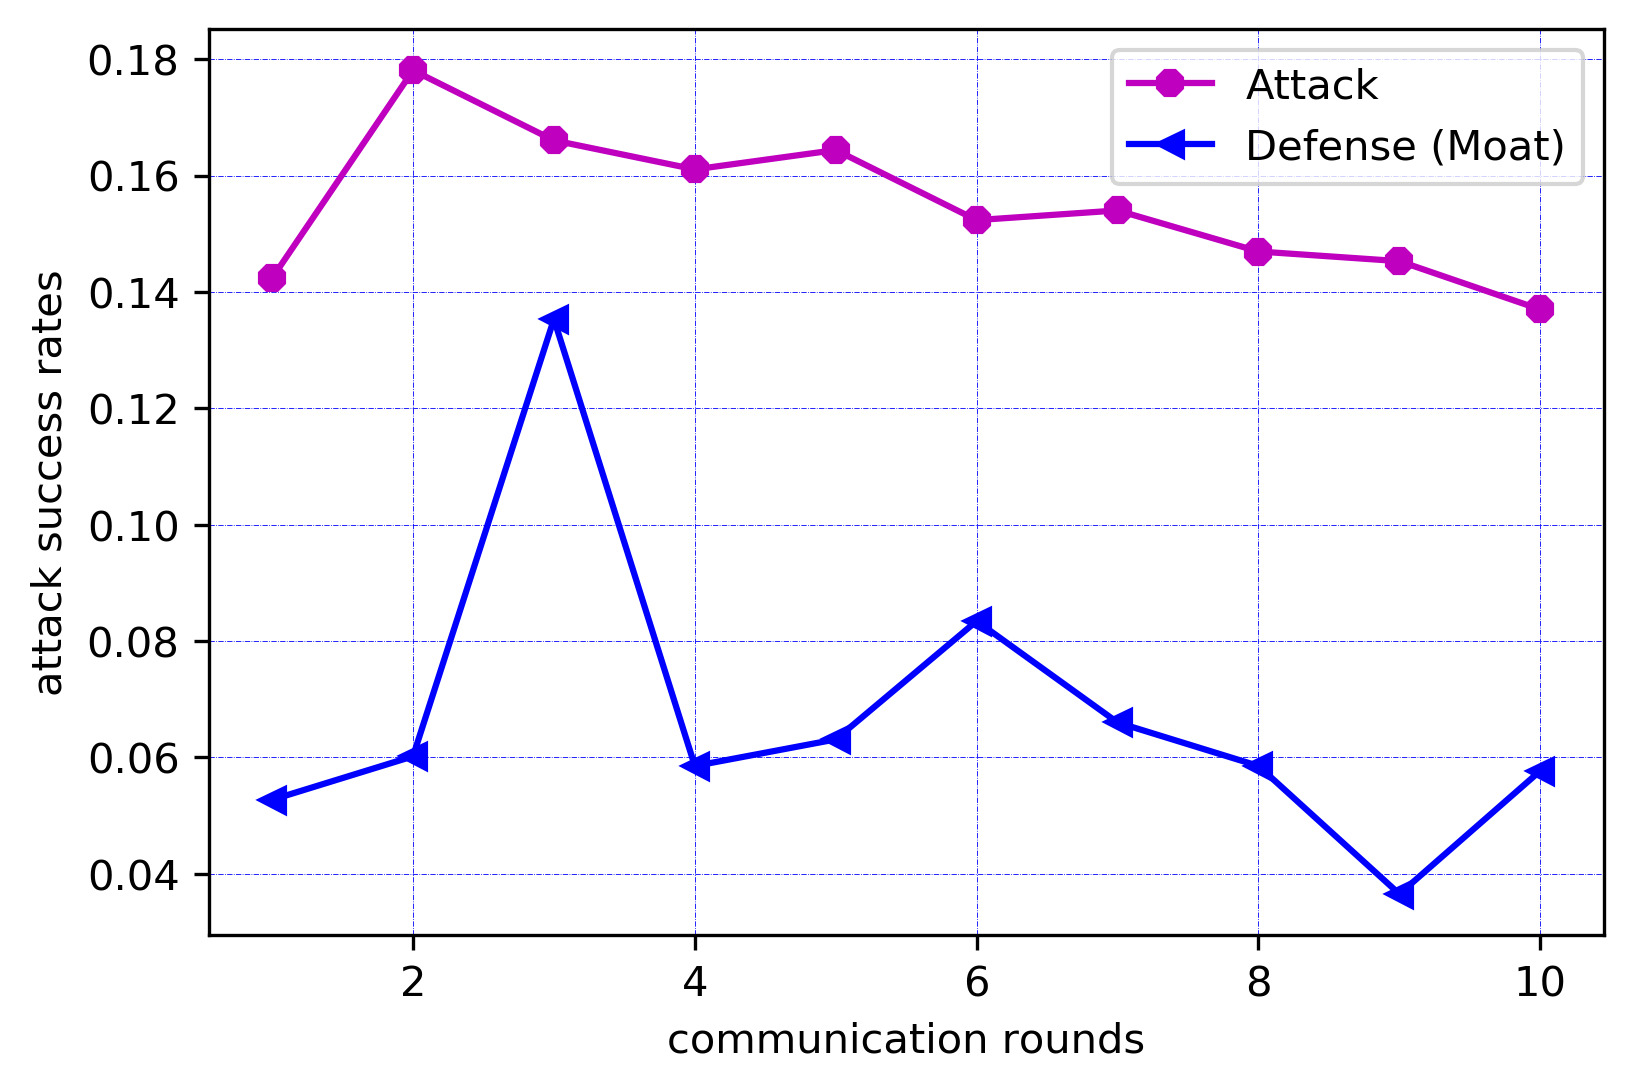 0.18
0.16
0.14
0.12
0.10
0.08
0.06
0.04
attack success rates
Attack
Defense (Moat)
2 4 6 8 10
communication rounds